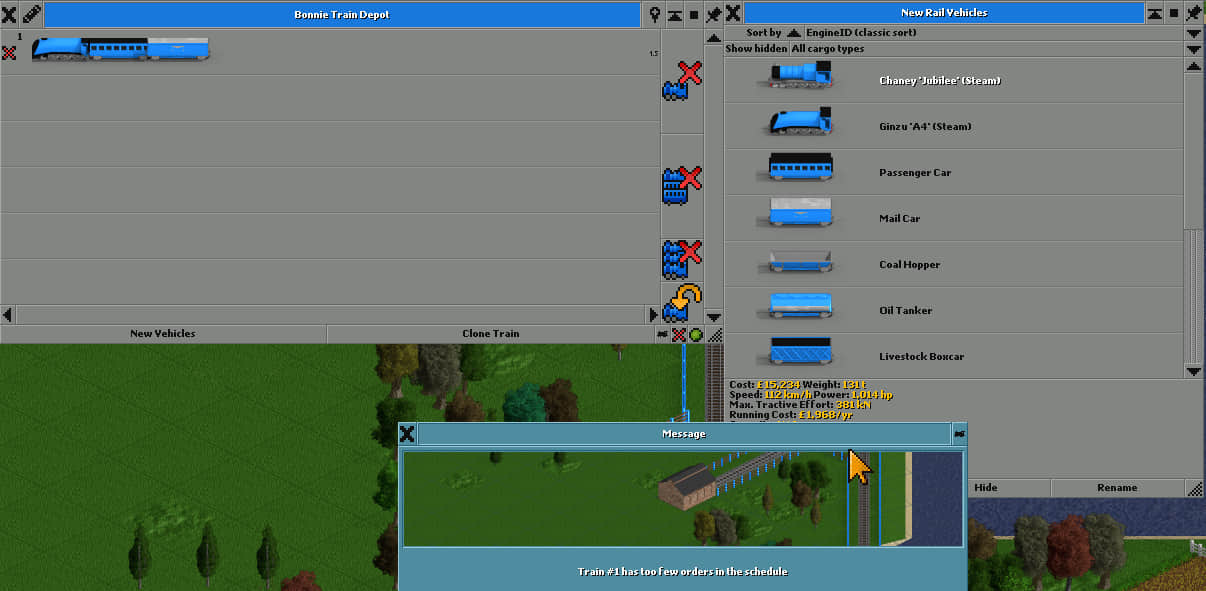 Bonnie Train Depot
1
1.5
New Vehicles
Clone Train
New Rail Vehicles
Sort by EngineID (classic sort)
Show hidden All cargo types
Chaney 'Jubilee' (Steam)
Ginzu 'A4' (Steam)
Passenger Car
Mail Car
Coal Hopper
Oil Tanker
Livestock Boxcar
Cost: £15,234 Weight: 131 t
Speed: 112 km/h Power: 1,014 hp
Max. Tractive Effort: 381 kN
Running Cost: £1,968/yr
Hide
Rename
Message
Train #1 has too few orders in the schedule